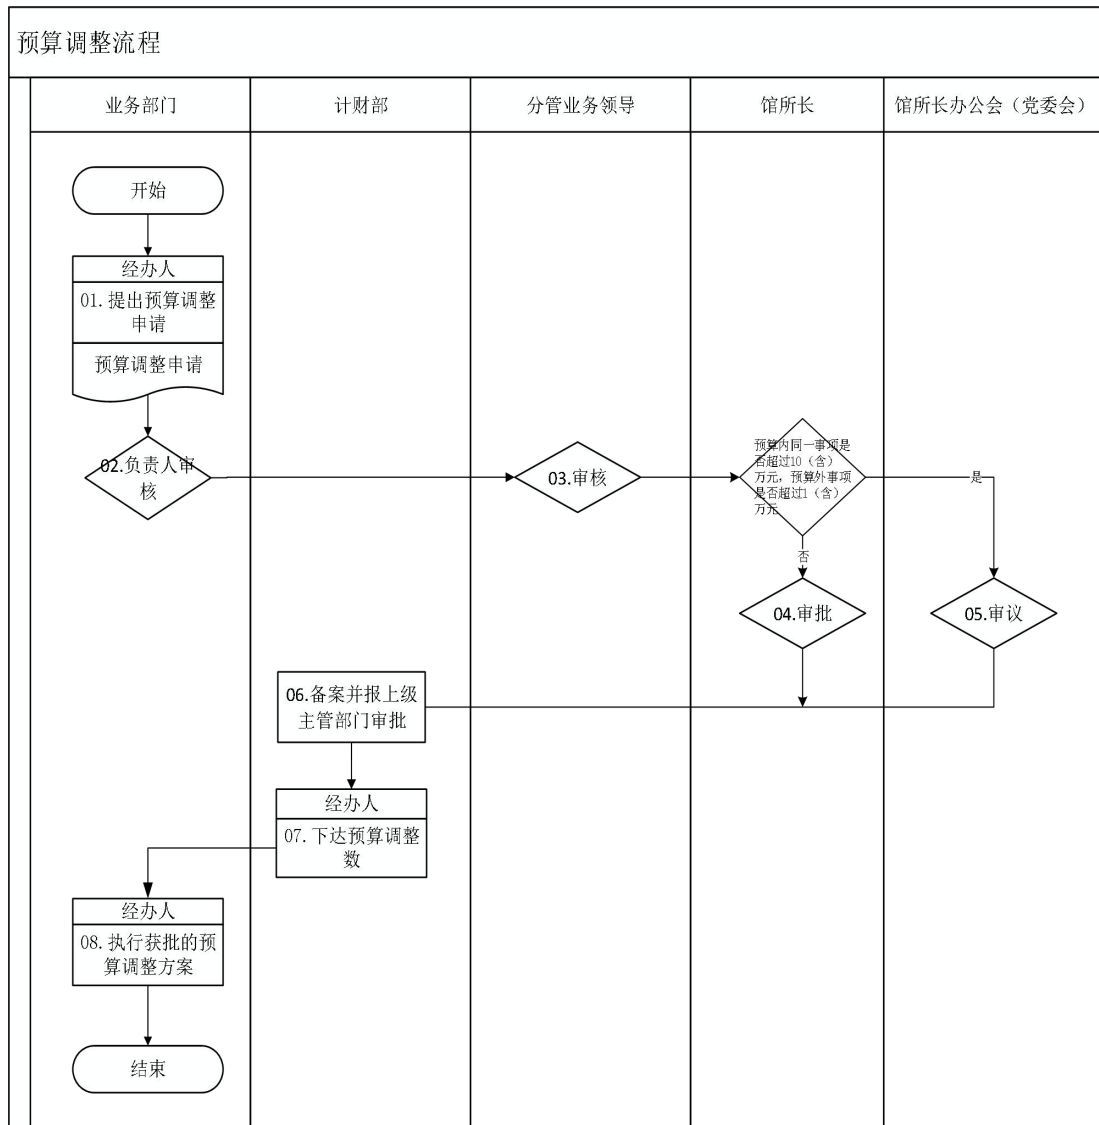 预算调整流程
业务部门
计财部
分管业务领导
馆所长
馆所长办公会（党委会）
开始
经办人
01.提出预算调整
申请
预算调整申请
02.负责人审
核
03.审核
预算内同一事项是
否超过10（含）
万元，预算外事项
是否超过1（含）
万元
是
否
04.审批
05.审议
06.备案并报上级
主管部门审批
经办人
07.下达预算调整
数
经办人
08.执行获批的预
算调整方案
结束